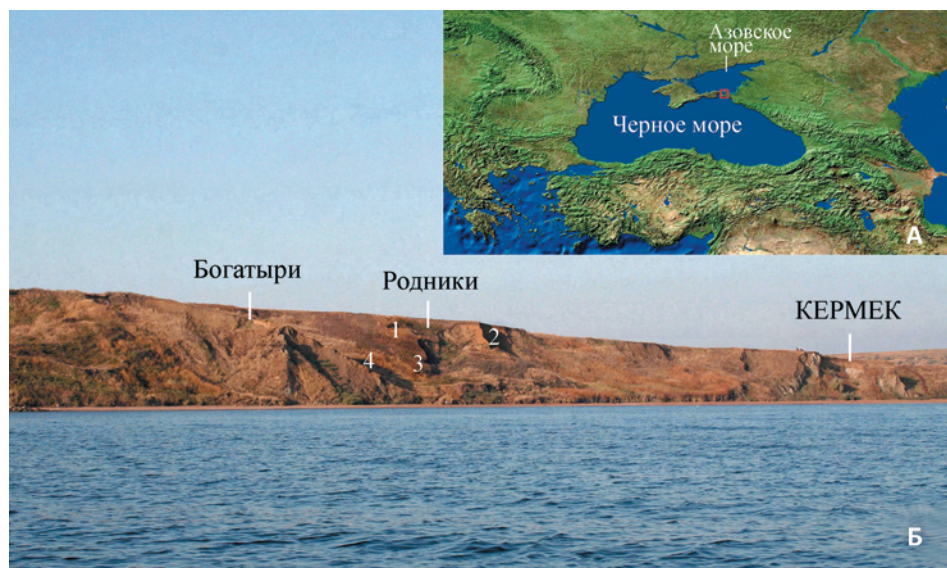 Азовское
море
Черное море
А
Богатыри
Родники
КЕРМЕК
1
2
4
3
Б